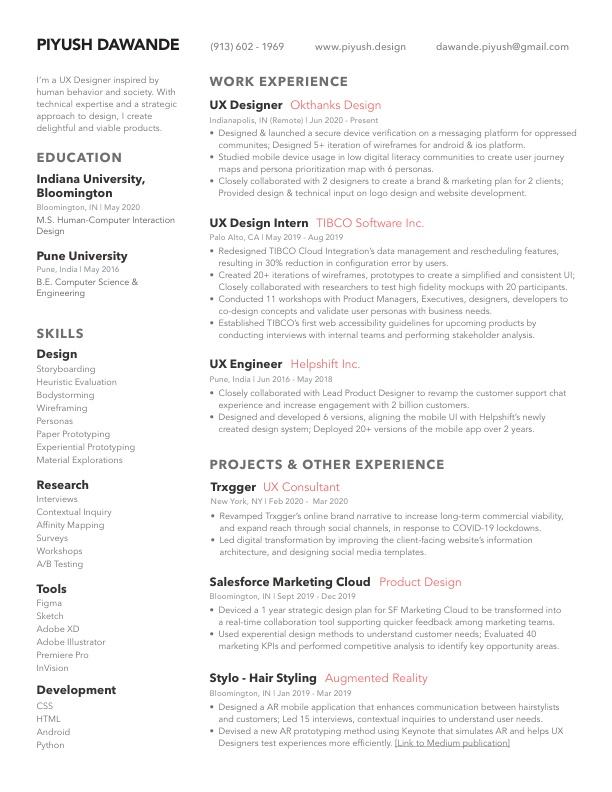 PIYUSH DAWANDE (913) 602 - 1969 www.piyush.design dawande.piyush@gmail.com
I'm a UX Designer inspired by
human behavior and society. With
technical expertise and a strategic
approach to design, I create
delightful and viable products.
EDUCATION
Indiana University,
Bloomington
Bloomington, IN | May 2020
M.S. Human-Computer Interaction
Design
Pune University
Pune, India | May 2016
B.E. Computer Science &
Engineering
SKILLS
Design
Storyboarding
Heuristic Evaluation
Bodystorming
Wireframing
Personas
Paper Prototyping
Experiential Prototyping
Material Explorations
Research
Interviews
Contextual Inquiry
Affinity Mapping
Surveys
Workshops
A/B Testing
Tools
Figma
Sketch
Adobe XD
Adobe Illustrator
Premiere Pro
InVision
Development
CSS
HTML
Android
Python
WORK EXPERIENCE
UX Designer Okthanks Design
Indianapolis, IN (Remote) | Jun 2020 - Present
• Designed & launched a secure device verification on a messaging platform for oppressed
communites; Designed 5+ iteration of wireframes for android & ios platform.
• Studied mobile device usage in low digital literacy communities to create user journey
maps and persona prioritization map with 6 personas.
• Closely collaborated with 2 designers to create a brand & marketing plan for 2 clients;
Provided design & technical input on logo design and website development.
UX Design Intern TIBCO Software Inc.
Palo Alto, CA | May 2019 - Aug 2019
• Redesigned TIBCO Cloud Integration's data management and rescheduling features,
resulting in 30% reduction in configuration error by users.
• Created 20+ iterations of wireframes, prototypes to create a simplified and consistent UI;
Closely collaborated with researchers to test high fidelity mockups with 20 participants.
• Conducted 11 workshops with Product Managers, Executives, designers, developers to
co-design concepts and validate user personas with business needs.
• Established TIBCO's first web accessibility guidelines for upcoming products by
conducting interviews with internal teams and performing stakeholder analysis.
UX Engineer Helpshift Inc.
Pune, India | Jun 2016 - May 2018
• Closely collaborated with Lead Product Designer to revamp the customer support chat
experience and increase engagement with 2 billion customers.
• Designed and developed 6 versions, aligning the mobile UI with Helpshift's newly
created design system; Deployed 20+ versions of the mobile app over 2 years.
PROJECTS & OTHER EXPERIENCE
Trxgger UX Consultant
New York, NY | Feb 2020 - Mar 2020
• Revamped Trxgger's online brand narrative to increase long-term commercial viability,
and expand reach through social channels, in response to COVID-19 lockdowns.
• Led digital transformation by improving the client-facing website's information
architecture, and designing social media templates.
Salesforce Marketing Cloud Product Design
Bloomington, IN | Sept 2019 - Dec 2019
• Deviced a 1 year strategic design plan for SF Marketing Cloud to be transformed into
a real-time collaboration tool supporting quicker feedback among marketing teams.
• Used experential design methods to understand customer needs; Evaluated 40
marketing KPIs and performed competitive analysis to identify key opportunity areas.
Stylo - Hair Styling Augmented Reality
Bloomington, IN | Jan 2019 - Mar 2019
• Designed a AR mobile application that enhances communication between hairstylists
and customers; Led 15 interviews, contextual inquiries to understand user needs.
• Devised a new AR prototyping method using Keynote that simulates AR and helps UX
Designers test experiences more efficiently. [Link to Medium publication]